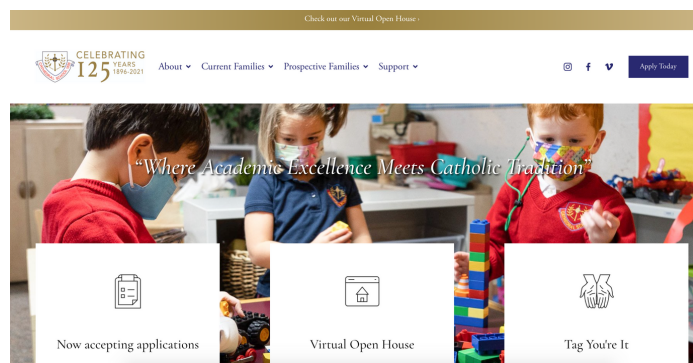 Check out our Virtual Open House ›
CELEBRATING
125 YEARS
1896-2021
About
Current Families
Prospective Families
Support
Apply Today
“Where Academic Excellence Meets Catholic Tradition”
Now accepting applications
Virtual Open House
Tag You're It